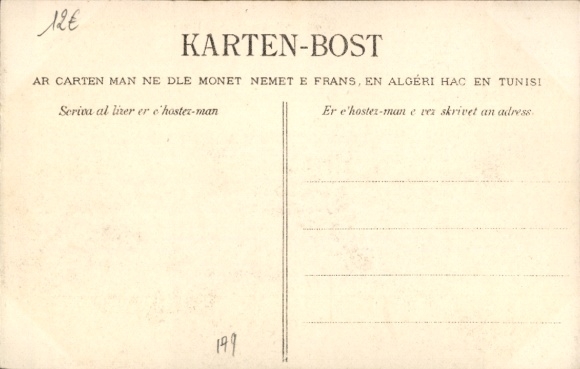 12€
KARTEN-BOST
AR CARTEN MAN NE DLE MONET NEMET E FRANS, EN ALGÉRI HAC EN TUNISI
Scriva al lizer er c'hostez-man
Er c'hostez-man e vez skrivet an adress.
199